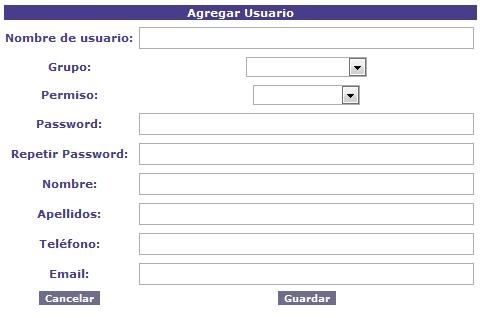 Agregar Usuario
Nombre de usuario:
Grupo:
Permiso:
Password:
Repetir Password:
Nombre:
Apellidos:
Teléfono:
Email:
Cancelar Guardar